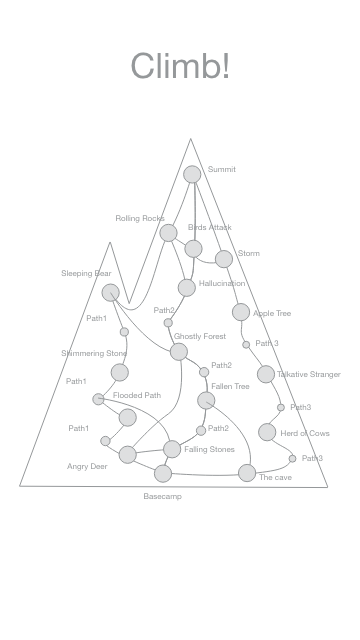 Climb!
Summit
Rolling Rocks
Birds Attack
Storm
Sleeping Bear
Hallucination
Path2
Apple Tree
Path1
Ghostly Forest
Path 3
Shimmering Stone
Path2
Talkative Stranger
Path1
Fallen Tree
Flooded Path
Path3
Path1
Path2
Herd of Cows
Falling Stones
Path3
Angry Deer
The cave
Basecamp